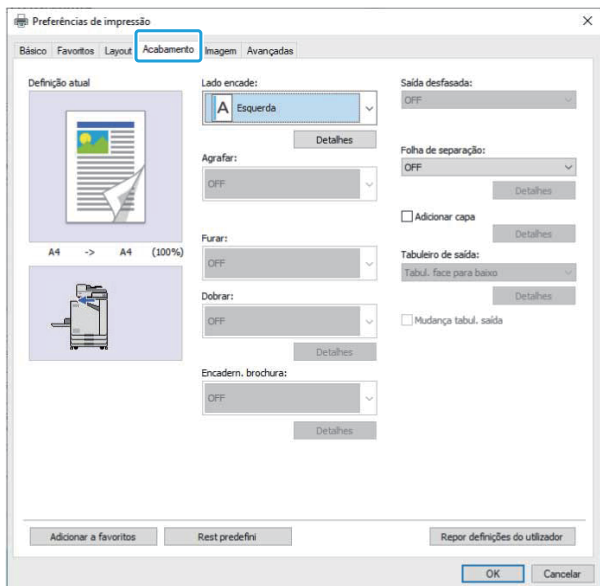 Preferências de impressão
Básico Favoritos Layout Acabamento Imagem Avançadas
Definição atual
A4 -> A4 (100%)
Lado encade:
A Esquerda
Detalhes
Agrafar:
OFF
Furar:
OFF
Dobrar:
OFF
Detalhes
Encadern. brochura:
OFF
Detalhes
Saída desfasada:
OFF
Folha de separação:
OFF
Detalhes
Adicionar capa
Detalhes
Tabuleiro de saída:
Tabul. face para baixo
Detalhes
Mudança tabul. saída
Adicionar a favoritos Rest predefini Repor definições do utilizador
OK Cancelar